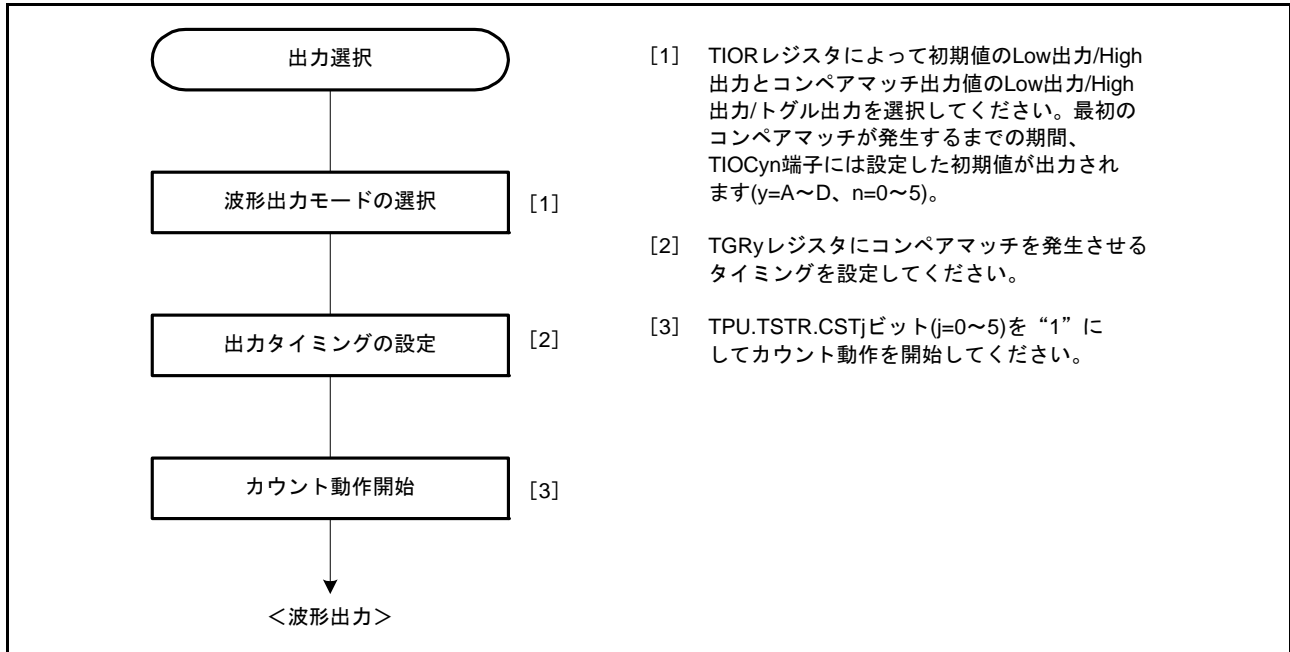 出力選択
波形出力モードの選択 [1]
出力タイミングの設定 [2]
カウント動作開始 [3]
＜波形出力＞
[1] TIORレジスタによって初期値のLow出力/High
出力とコンペアマッチ出力値のLow出力/High
出力/トグル出力を選択してください。最初の
コンペアマッチが発生するまでの期間、
TIOCyn端子には設定した初期値が出力され
ます(y=A～D、n=0～5)。
[2] TGRyレジスタにコンペアマッチを発生させる
タイミングを設定してください。
[3] TPU.TSTR.CSTjビット(j=0～5)を“1”に
してカウント動作を開始してください。